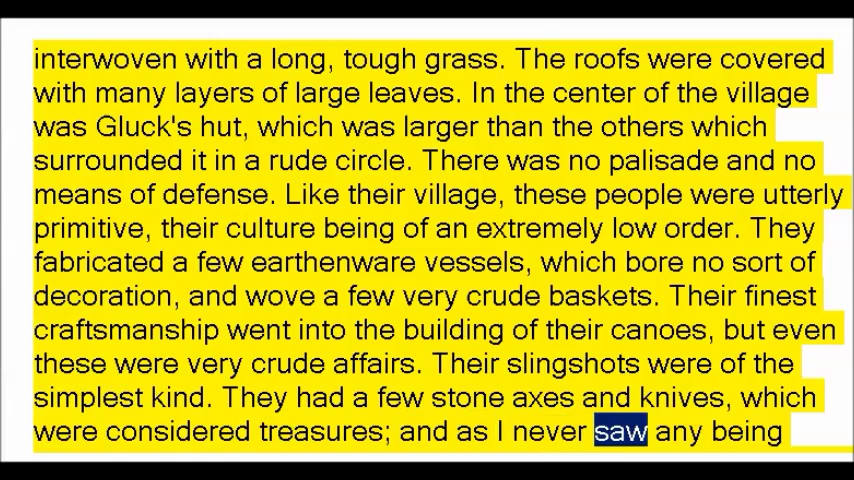 interwoven with a long, tough grass. The roofs were covered
with many layers of large leaves. In the center of the village
was Gluck's hut, which was larger than the others which
surrounded it in a rude circle. There was no palisade and no
means of defense. Like their village, these people were utterly
primitive, their culture being of an extremely low order. They
fabricated a few earthenware vessels, which bore no sort of
decoration, and wove a few very crude baskets. Their finest
craftsmanship went into the building of their canoes, but even
these were very crude affairs. Their slingshots were of the
simplest kind. They had a few stone axes and knives, which
were considered treasures; and as I never saw any being